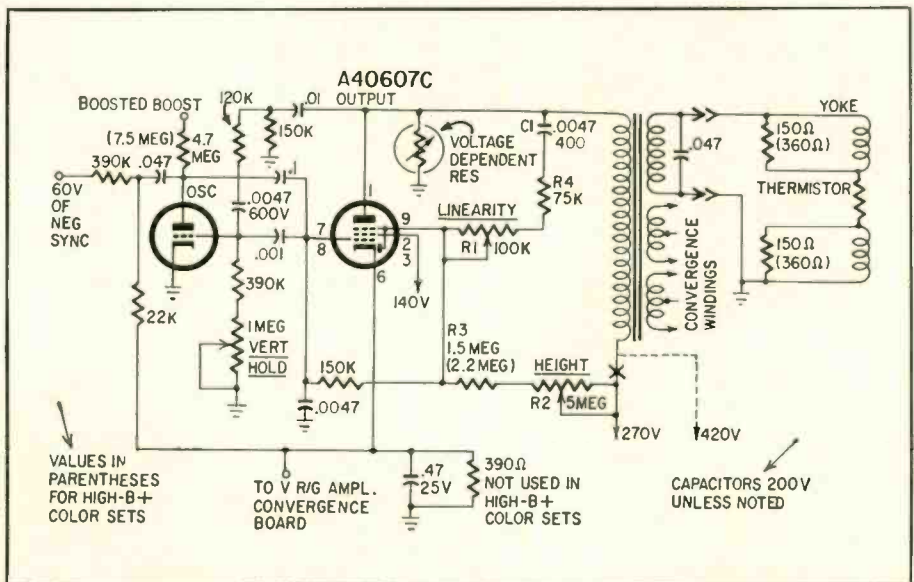 A40607C
OUTPUT
120K
.01
150K
BOOSTED BOOST
(7.5 MEG)
4.7
MEG
390K
.047
.1
OSC
60V
OF
NEG
SYNC
.0047
600V
.001
390K
22K
1 MEG
VERT
HOLD
VOLTAGE
DEPENDENT
RES
C1
.0047
400
R4
75K
LINEARITY
R1
100K
1
7
8
9
2
3
6
140V
R3
1.5 MEG
(2.2 MEG)
HEIGHT
R2
5MEG
150K
.0047
270V
420V
.047
CONVERGENCE
WINDINGS
YOKE
150Ω
(360Ω)
THERMISTOR
150Ω
(360Ω)
VALUES IN
PARENTHESES
FOR HIGH-B+
COLOR SETS
TO V R/G AMPL.
CONVERGENCE
BOARD
.47
25V
390Ω
NOT USED IN
HIGH-B+
COLOR SETS
CAPACITORS 200V
UNLESS NOTED